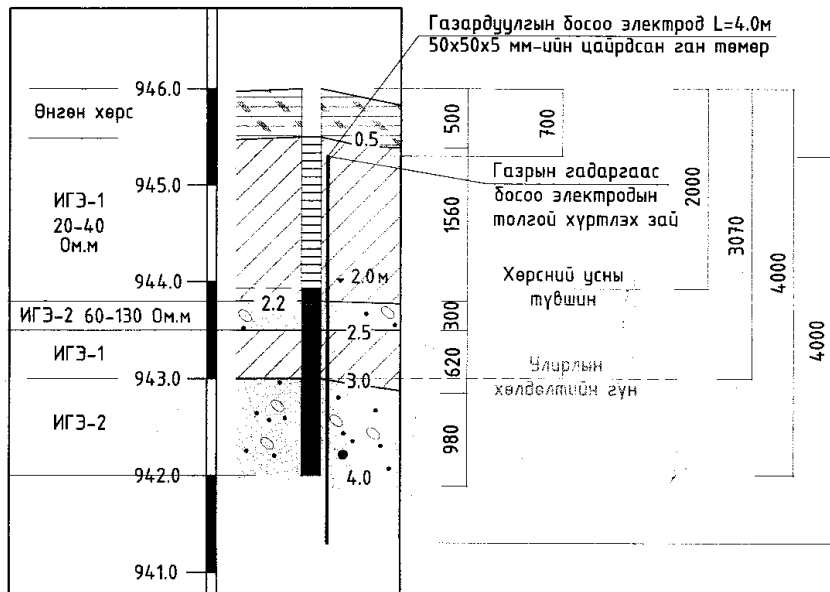 Газардуулгын босоо электрод L=4.0м
50x50x5 мм-ийн цайрдсан ган төмөр
946.0
Өнгөн хөрс
0.5
500
700
945.0
ИГЭ-1
20-40
Ом.м
Газрын гадаргаас
босоо электродын
толгой хүртлэх зай
1560
2000
3070
4000
4000
944.0
2.0м
Хөрсний усны
түвшин
2.2
ИГЭ-2 60-130 Ом.м
300
2.5
ИГЭ-1
620
Улирлын
хөлдөлтийн гүн
943.0
3.0
ИГЭ-2
980
942.0
4.0
941.0